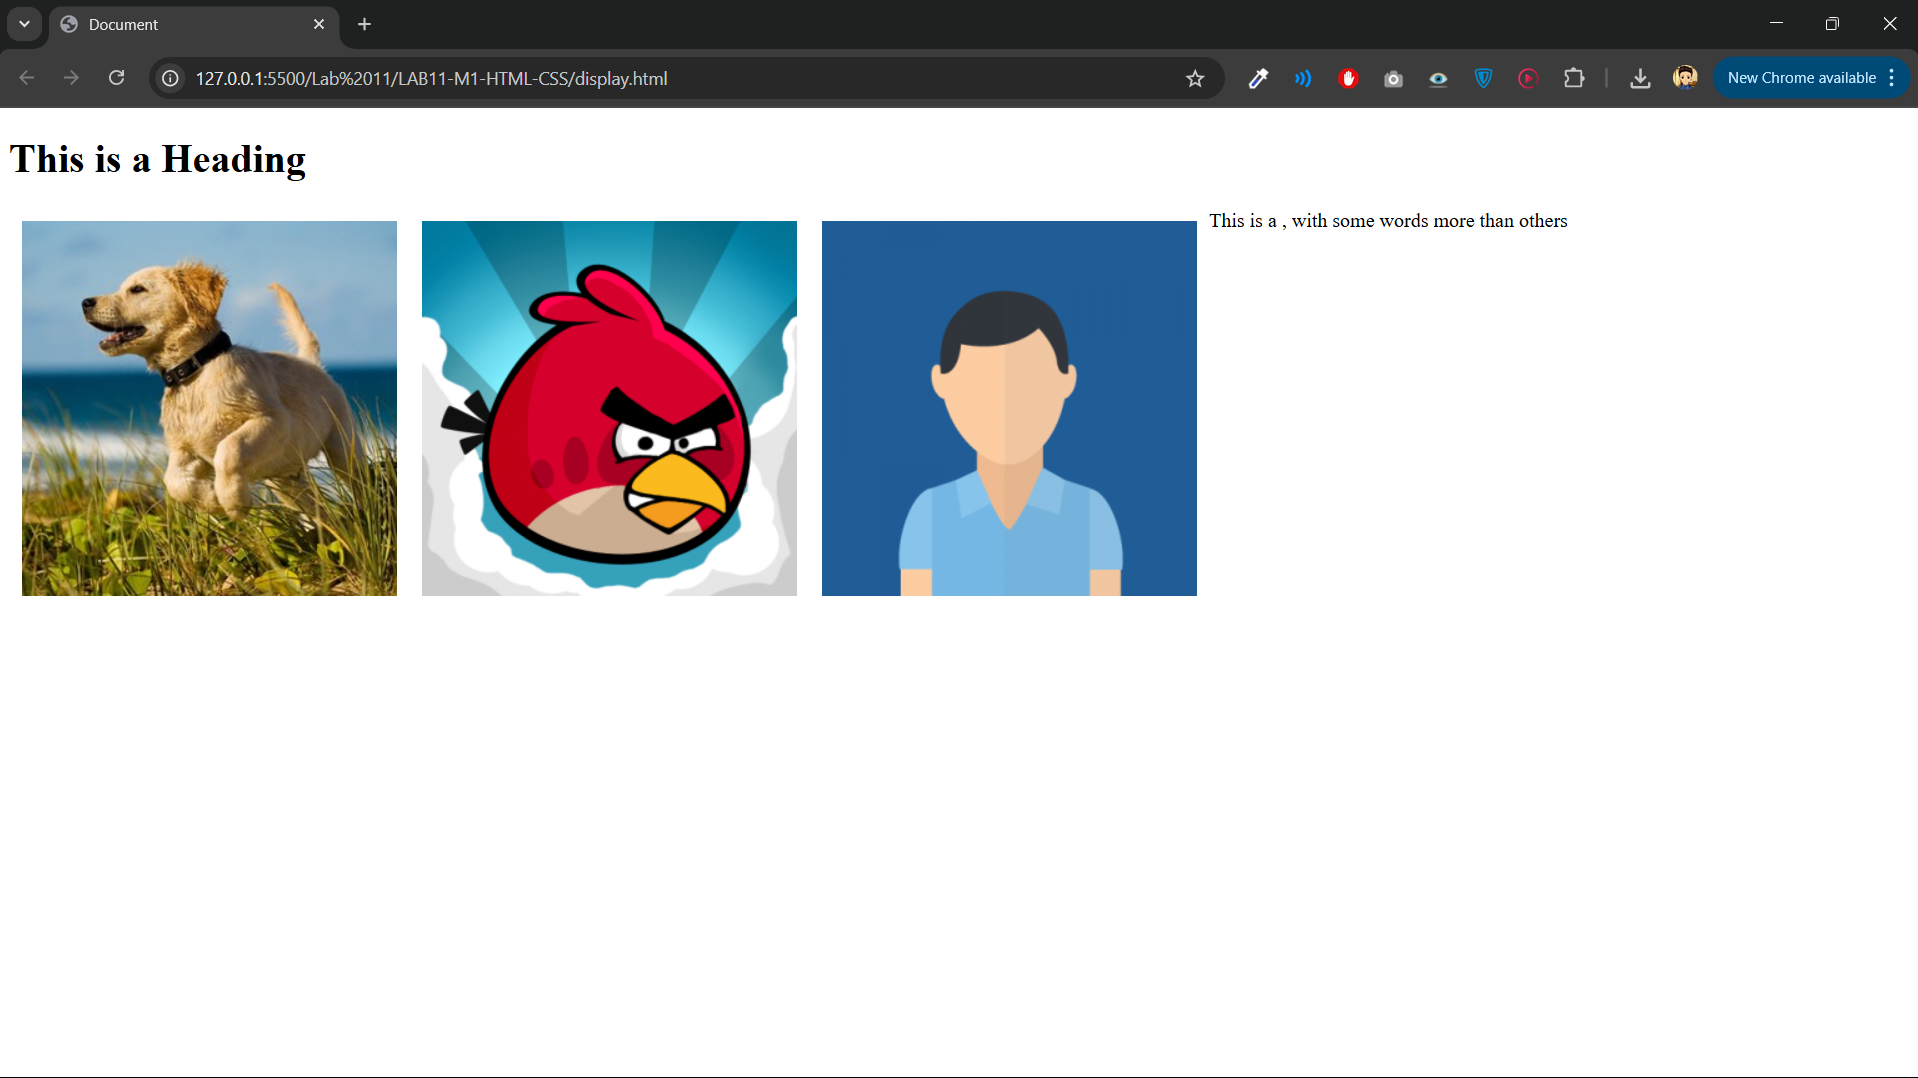 Document
127.0.0.1:5500/Lab%2011/LAB11-M1-HTML-CSS/display.html
New Chrome available
This is a Heading
This is a , with some words more than others